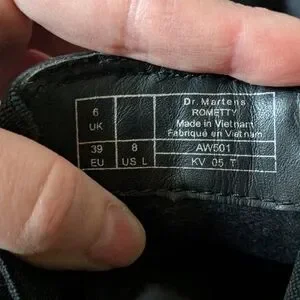 6
UK
39
EU
8
US L
Dr. Martens
ROMETTY
Made in Vietnam
Fabriqué en Vietnam
AW501
KV 05 T